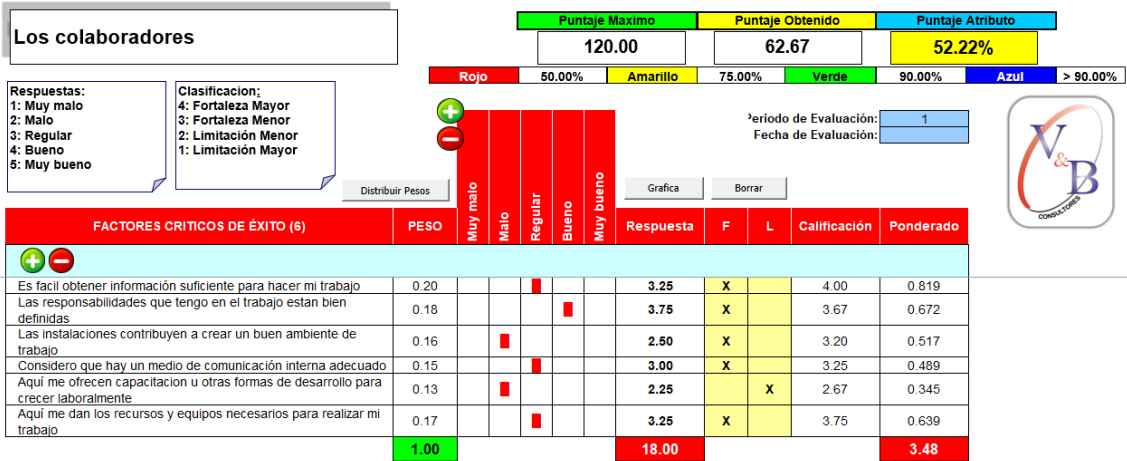 Los colaboradores
Puntaje Maximo Puntaje Obtenido Puntaje Atributo
120.00 62.67 52.22%
Rojo 50.00% Amarillo 75.00% Verde 90.00% Azul > 90.00%
Respuestas:
1: Muy malo
2: Malo
3: Regular
4: Bueno
5: Muy bueno
Clasificacion:
4: Fortaleza Mayor
3: Fortaleza Menor
2: Limitación Menor
1: Limitación Mayor
Periodo de Evaluación: 1
Fecha de Evaluación:
V&B
CONSULTORES
Distribuir Pesos
Grafica Borrar
FACTORES CRITICOS DE ÉXITO (6) PESO Muy malo Malo Regular Bueno Muy bueno Respuesta F L Calificación Ponderado
Es facil obtener información suficiente para hacer mi trabajo 0.20 3.25 X 4.00 0.819
Las responsabilidades que tengo en el trabajo estan bien
definidas 0.18 3.75 X 3.67 0.672
Las instalaciones contribuyen a crear un buen ambiente de
trabajo 0.16 2.50 X 3.20 0.517
Considero que hay un medio de comunicación interna adecuado 0.15 3.00 X 3.25 0.489
Aquí me ofrecen capacitacion u otras formas de desarrollo para
crecer laboralmente 0.13 2.25 X 2.67 0.345
Aquí me dan los recursos y equipos necesarios para realizar mi
trabajo 0.17 3.25 X 3.75 0.639
1.00 18.00 3.48